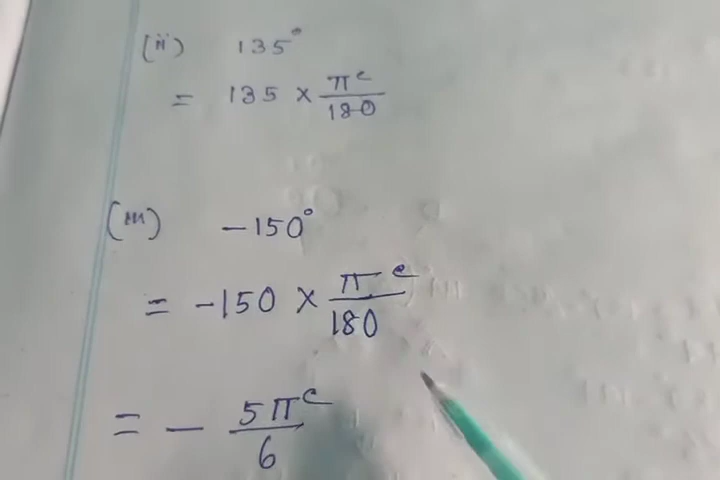 (ii) 135°
= 135 × π^c/180
(iii) -150°
= -150 × π^c/180
= - 5π^c/6